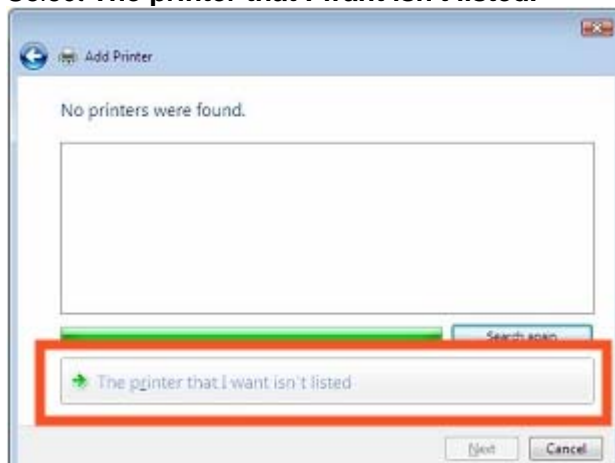 The printer that I want isn't listed.
Add Printer
No printers were found.
Search again
The printer that I want isn't listed
Next
Cancel